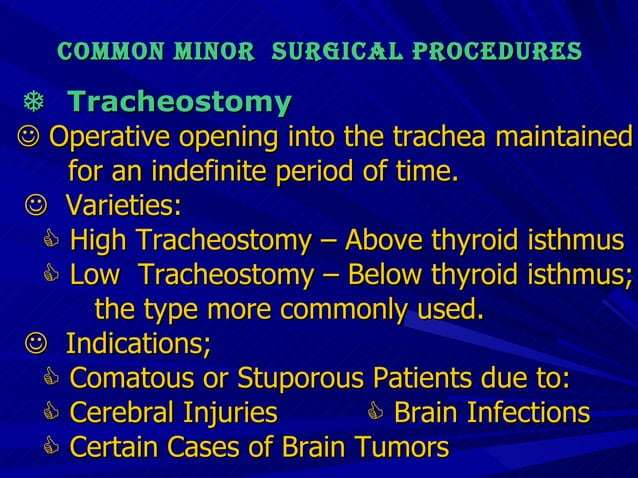 COMMON MINOR SURGICAL PROCEDURES
Tracheostomy
Operative opening into the trachea maintained
for an indefinite period of time.
Varieties:
High Tracheostomy – Above thyroid isthmus
Low Tracheostomy – Below thyroid isthmus;
the type more commonly used.
Indications;
Comatous or Stuporous Patients due to:
Cerebral Injuries Brain Infections
Certain Cases of Brain Tumors